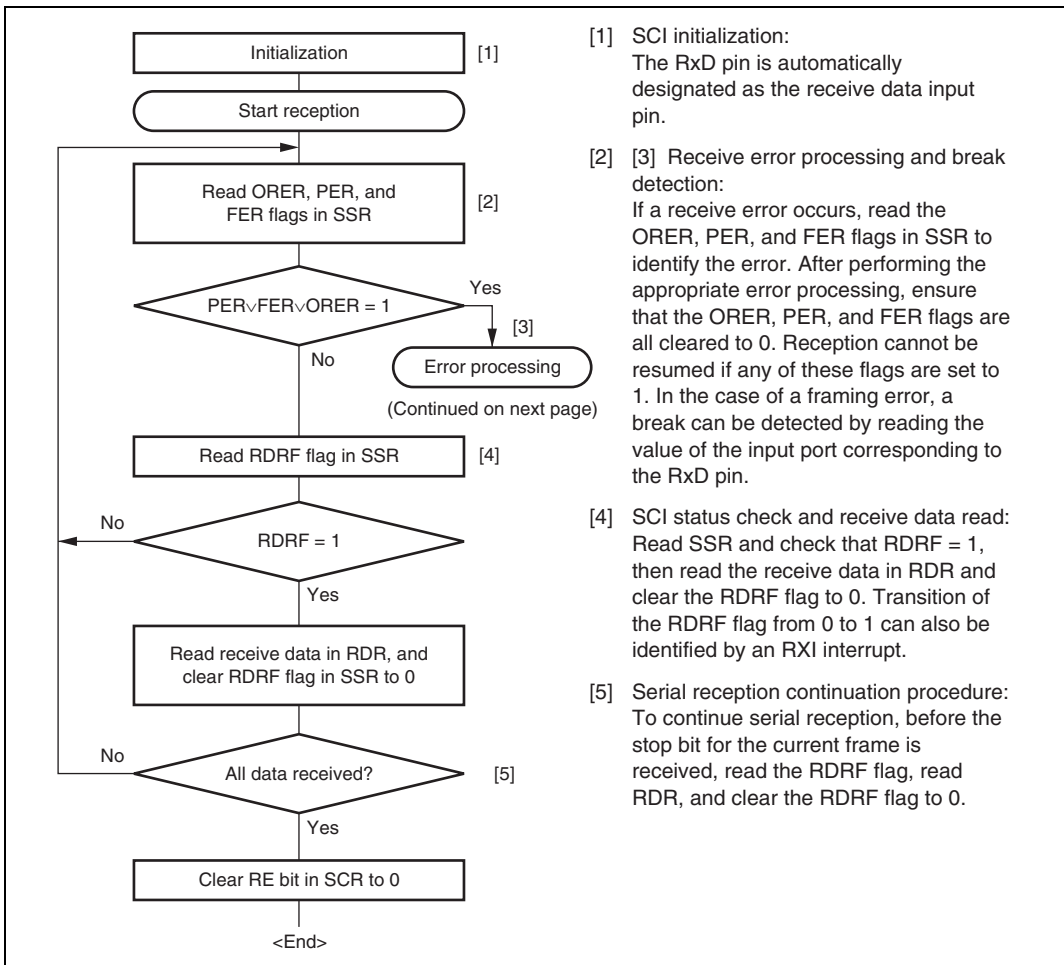 Initialization
[1]
Start reception
Read ORER, PER, and
FER flags in SSR
[2]
PER∨FER∨ORER = 1
Yes
[3]
No
Error processing
(Continued on next page)
Read RDRF flag in SSR
[4]
No
RDRF = 1
Yes
Read receive data in RDR, and
clear RDRF flag in SSR to 0
No
All data received?
[5]
Yes
Clear RE bit in SCR to 0
<End>
[1] SCI initialization:
The RxD pin is automatically
designated as the receive data input
pin.
[2] [3] Receive error processing and break
detection:
If a receive error occurs, read the
ORER, PER, and FER flags in SSR to
identify the error. After performing the
appropriate error processing, ensure
that the ORER, PER, and FER flags are
all cleared to 0. Reception cannot be
resumed if any of these flags are set to
1. In the case of a framing error, a
break can be detected by reading the
value of the input port corresponding to
the RxD pin.
[4] SCI status check and receive data read:
Read SSR and check that RDRF = 1,
then read the receive data in RDR and
clear the RDRF flag to 0. Transition of
the RDRF flag from 0 to 1 can also be
identified by an RXI interrupt.
[5] Serial reception continuation procedure:
To continue serial reception, before the
stop bit for the current frame is
received, read the RDRF flag, read
RDR, and clear the RDRF flag to 0.